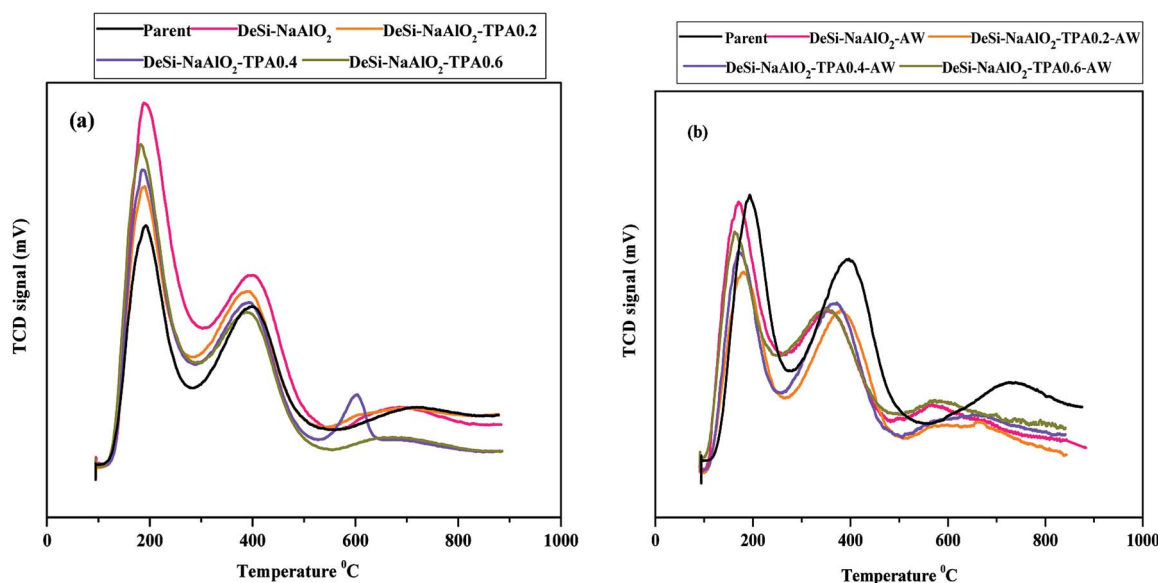 Parent DeSi-NaAlO₂ DeSi-NaAlO₂-TPA0.2
DeSi-NaAlO₂-TPA0.4 DeSi-NaAlO₂-TPA0.6
(a)
TCD signal (mV)
0 200 400 600 800 1000
Temperature ⁰C
Parent DeSi-NaAlO₂-AW DeSi-NaAlO₂-TPA0.2-AW
DeSi-NaAlO₂-TPA0.4-AW DeSi-NaAlO₂-TPA0.6-AW
(b)
TCD signal (mV)
0 200 400 600 800 1000
Temperature ⁰C